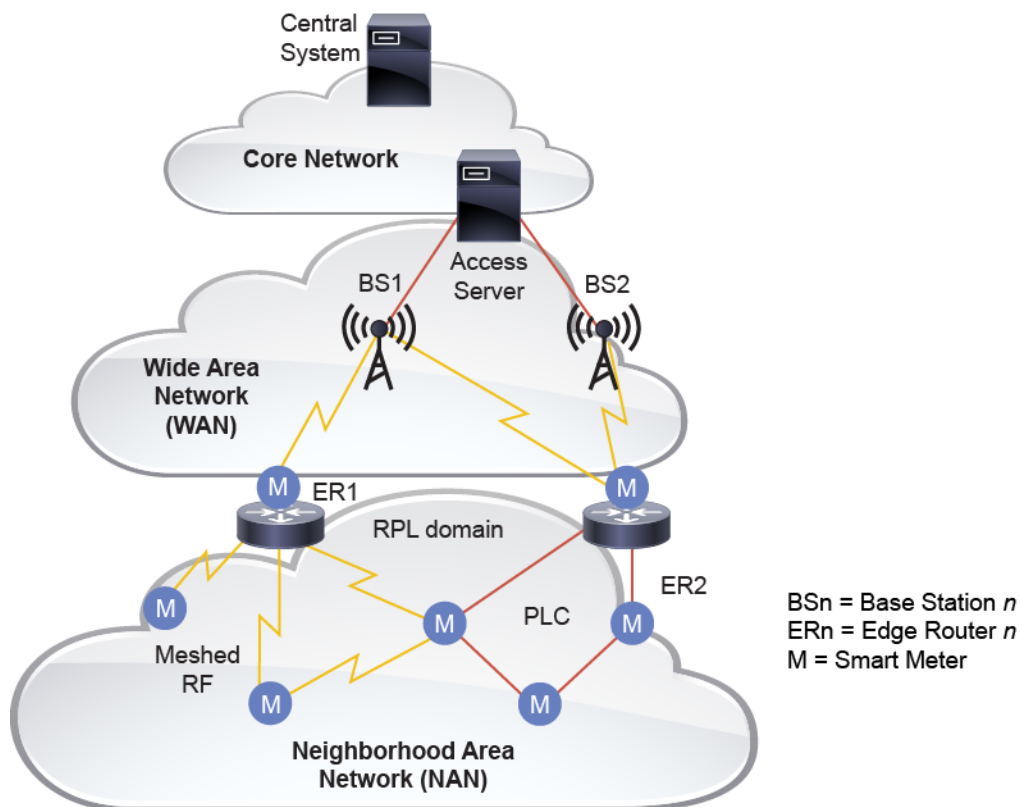 Central
System
Core Network
Access
Server
BS1
BS2
Wide Area
Network
(WAN)
M
ER1
M
RPL domain
ER2
M
M
PLC
M
Meshed
RF
M
M
Neighborhood Area
Network (NAN)
BSn = Base Station n
ERn = Edge Router n
M = Smart Meter